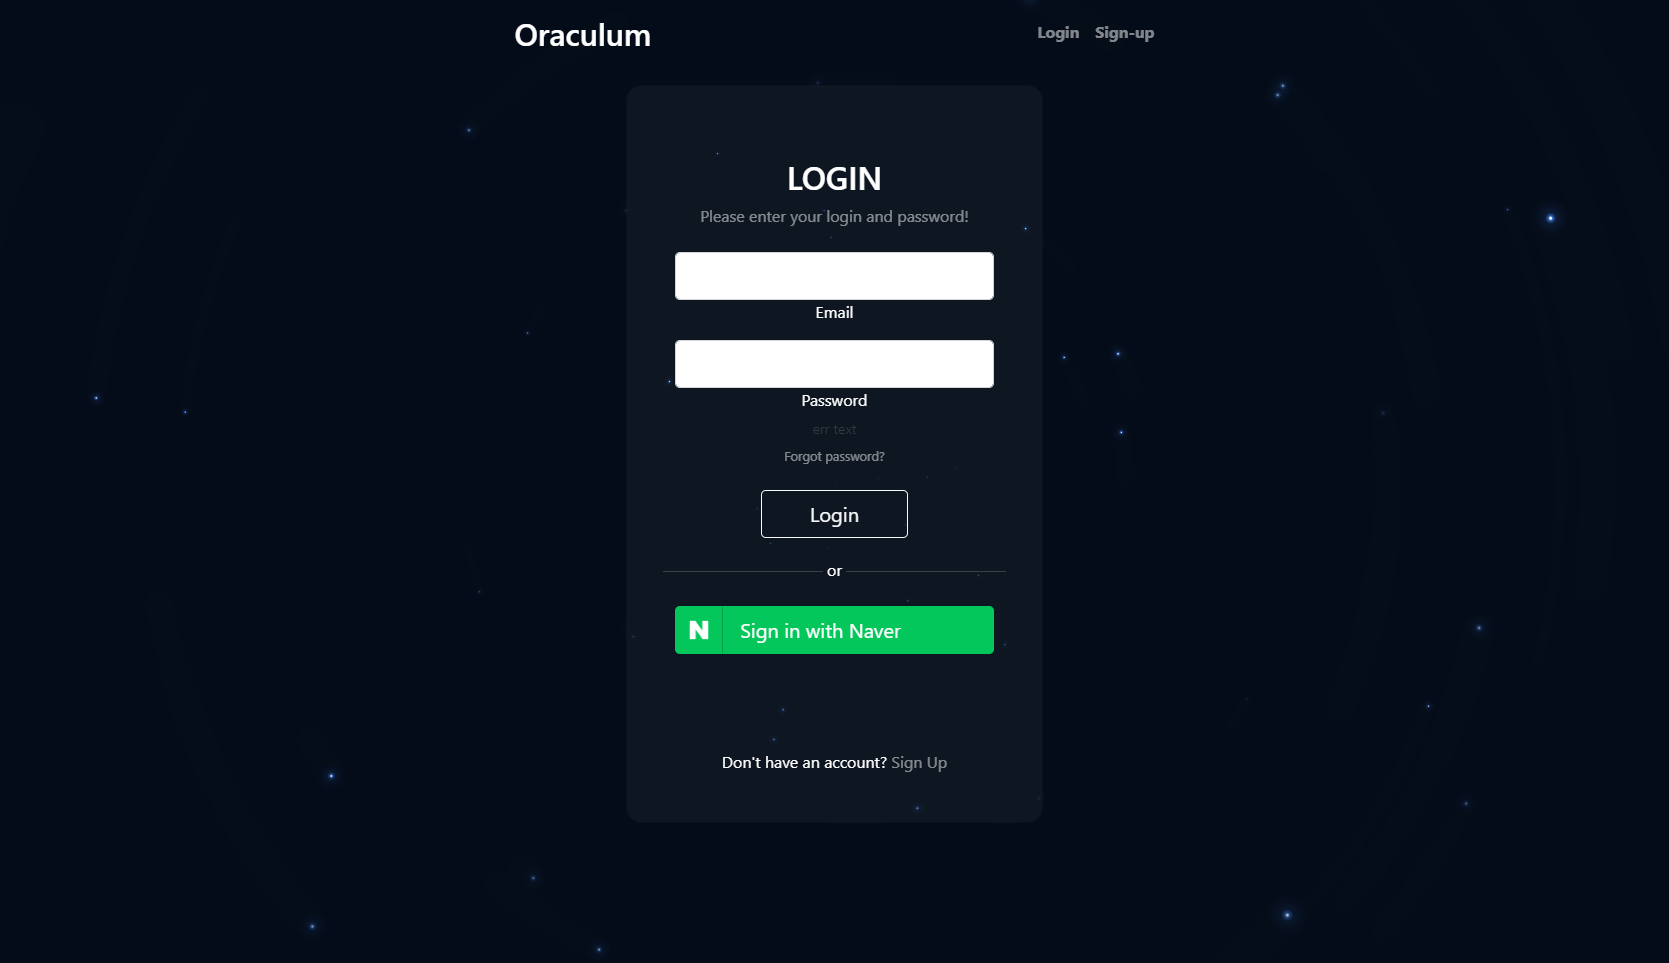 Oraculum
Login Sign-up
LOGIN
Please enter your login and password!
Email
Password
err text
Forgot password?
Login
or
N Sign in with Naver
Don't have an account? Sign Up